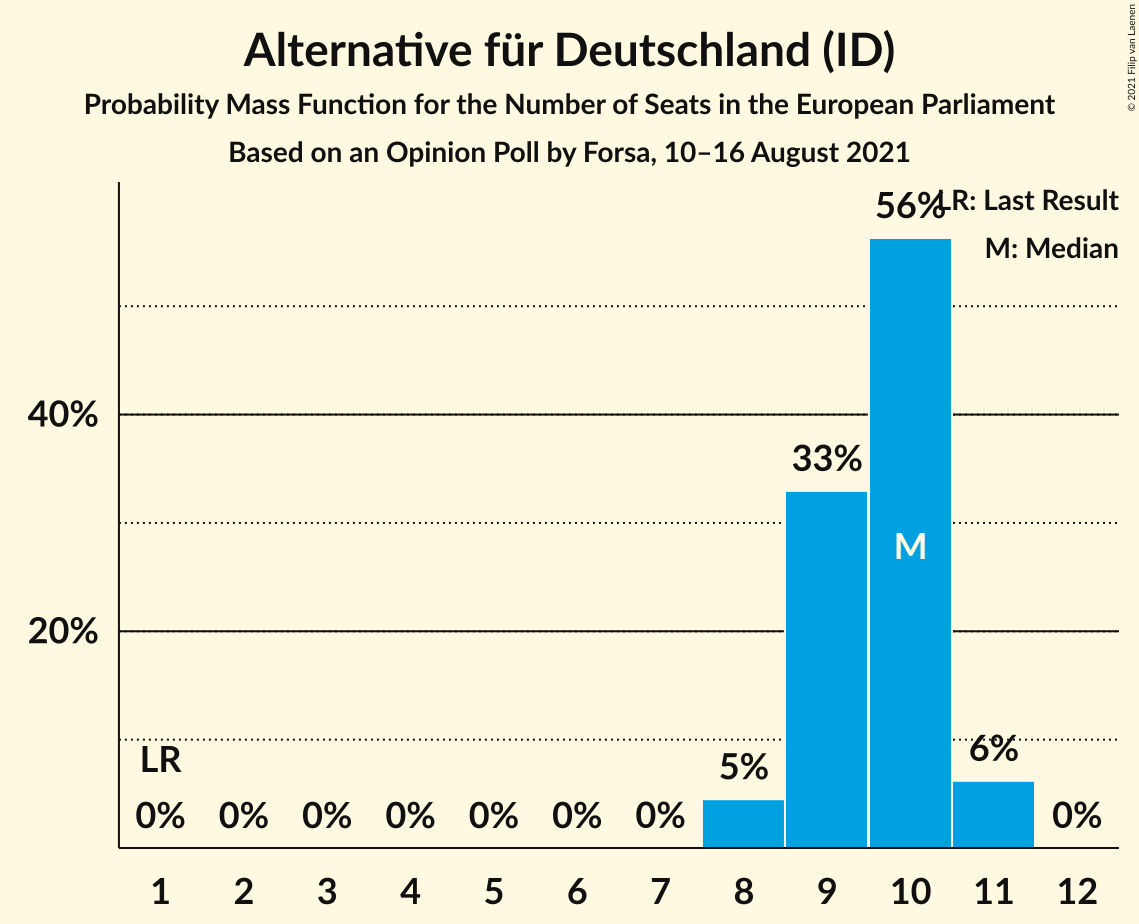 Alternative für Deutschland (ID)
Probability Mass Function for the Number of Seats in the European Parliament
Based on an Opinion Poll by Forsa, 10–16 August 2021
© 2021 Filip van Laenen
LR: Last Result
M: Median
56%
40%
33%
M
20%
LR
5%
6%
0% 0% 0% 0% 0% 0% 0% 0%
1 2 3 4 5 6 7 8 9 10 11 12